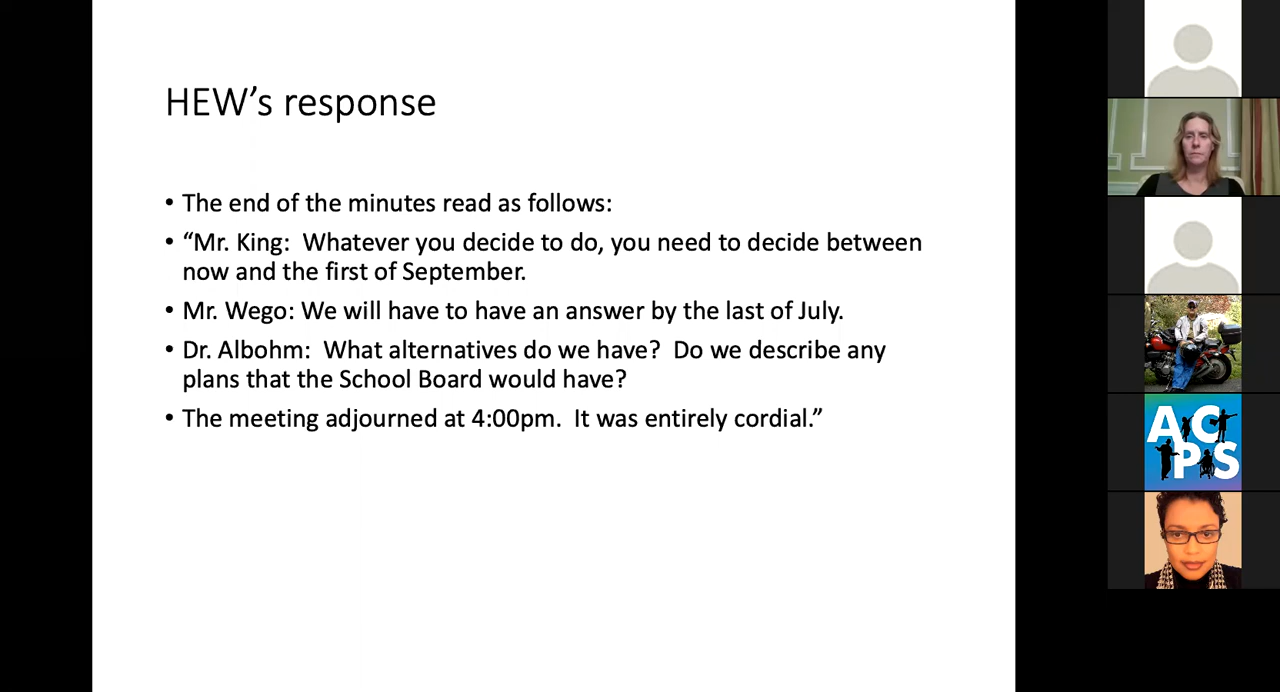 HEW’s response
• The end of the minutes read as follows:
• “Mr. King:  Whatever you decide to do, you need to decide between
now and the first of September.
• Mr. Wego: We will have to have an answer by the last of July.
• Dr. Albohm:  What alternatives do we have?  Do we describe any
plans that the School Board would have?
• The meeting adjourned at 4:00pm.  It was entirely cordial.”
AC
PS